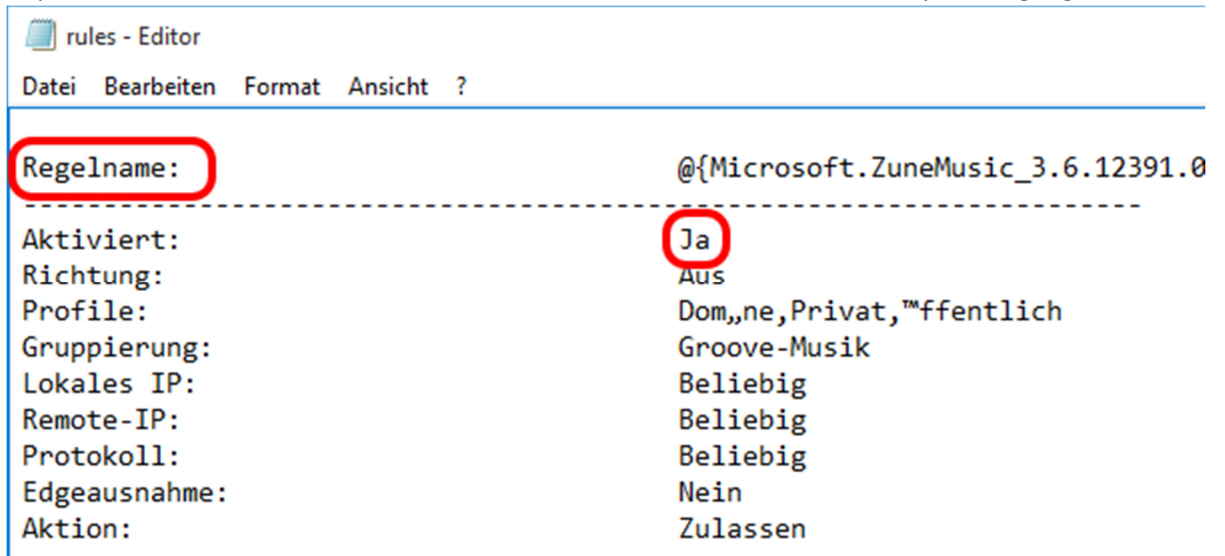 rules - Editor
Datei Bearbeiten Format Ansicht ?
Regelname: @{Microsoft.ZuneMusic_3.6.12391.0
----------------------------------------------------------------------
Aktiviert: Ja
Richtung: Aus
Profile: Dom„ne,Privat,™ffentlich
Gruppierung: Groove-Musik
Lokales IP: Beliebig
Remote-IP: Beliebig
Protokoll: Beliebig
Edgeausnahme: Nein
Aktion: Zulassen